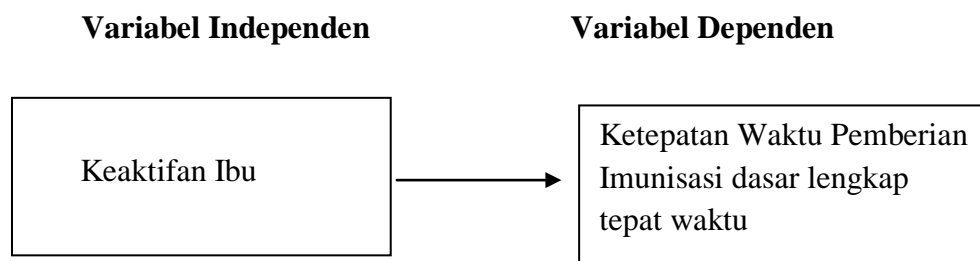 Variabel Independen
Variabel Dependen
Keaktifan Ibu
Ketepatan Waktu Pemberian
Imunisasi dasar lengkap
tepat waktu